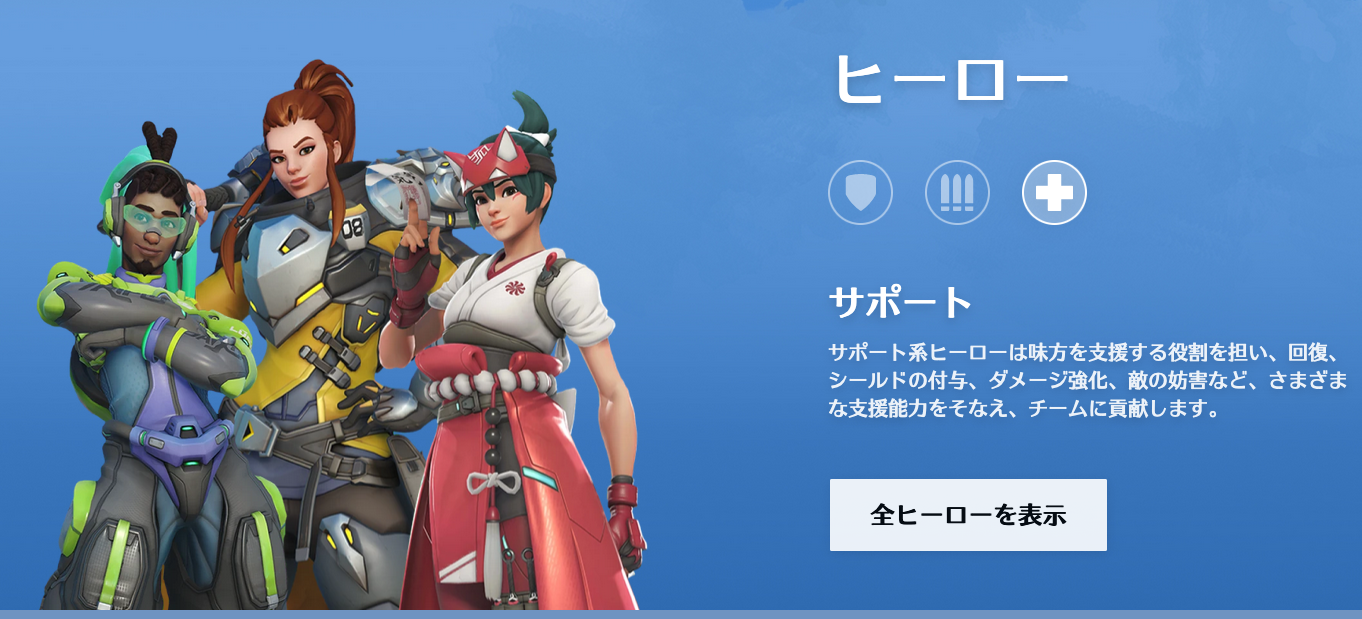 ヒーロー
サポート
サポート系ヒーローは味方を支援する役割を担い、回復、
シールドの付与、ダメージ強化、敵の妨害など、さまざま
な支援能力をそなえ、チームに貢献します。
全ヒーローを表示
08